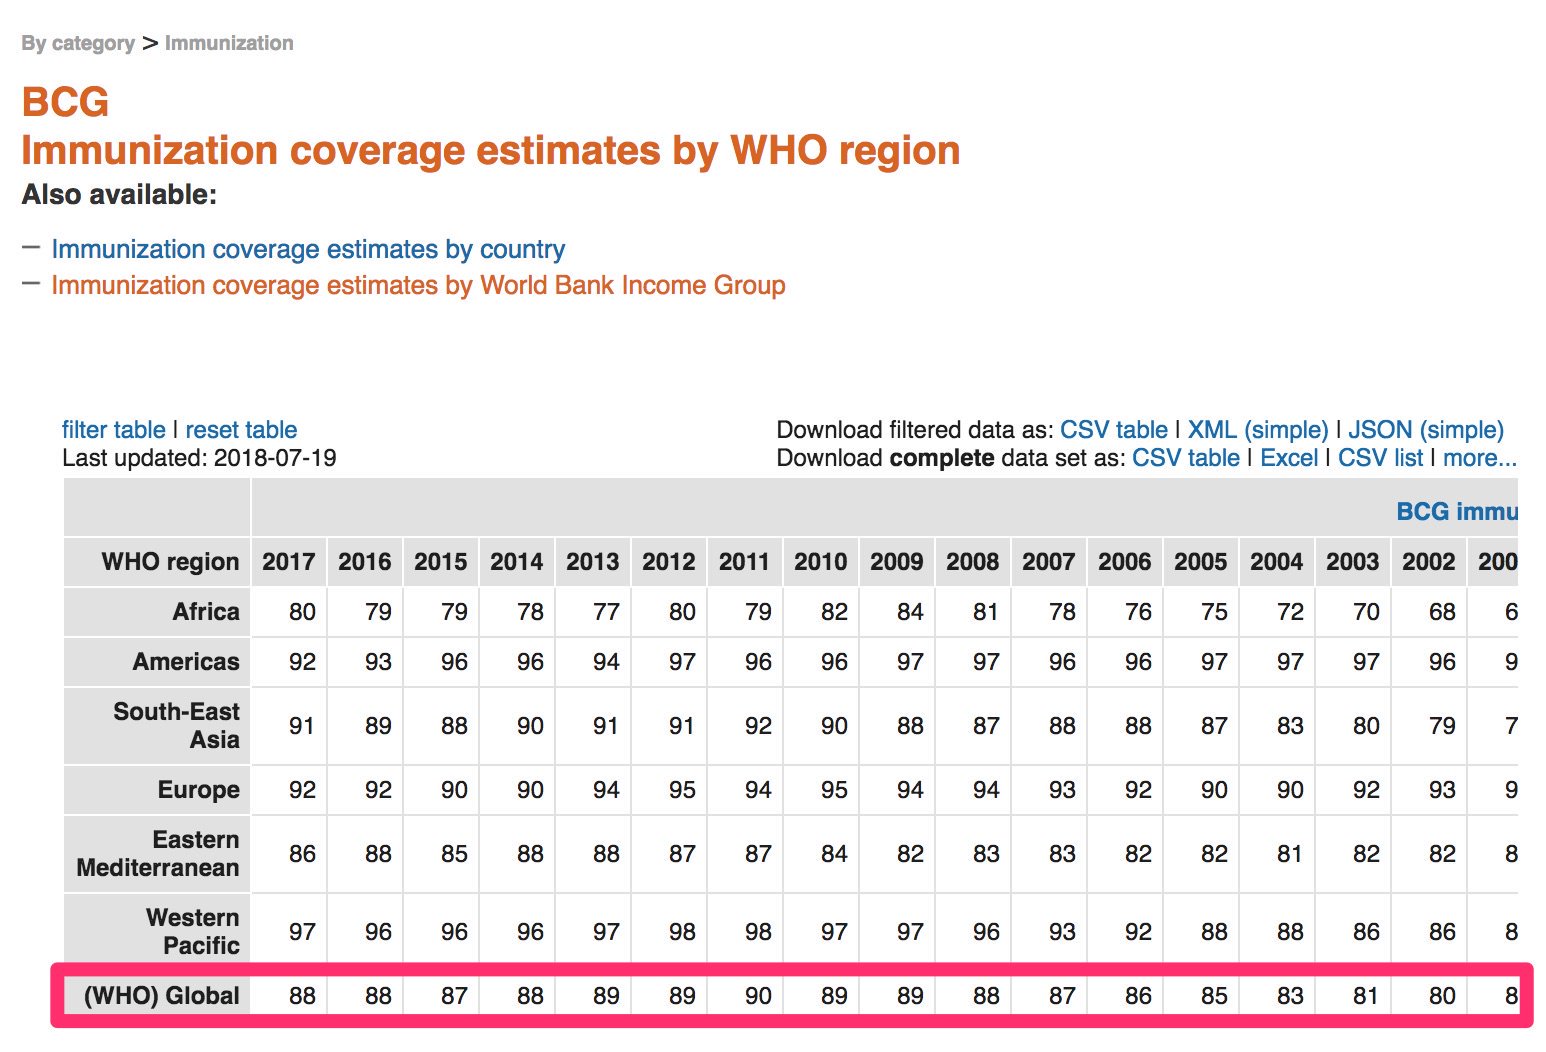 By category > Immunization
BCG
Immunization coverage estimates by WHO region
Also available:
— Immunization coverage estimates by country
— Immunization coverage estimates by World Bank Income Group
filter table | reset table
Last updated: 2018-07-19
Download filtered data as: CSV table | XML (simple) | JSON (simple)
Download complete data set as: CSV table | Excel | CSV list | more...
BCG immu
WHO region 2017 2016 2015 2014 2013 2012 2011 2010 2009 2008 2007 2006 2005 2004 2003 2002 200
Africa 80 79 79 78 77 80 79 82 84 81 78 76 75 72 70 68 6
Americas 92 93 96 96 94 97 96 96 97 97 96 96 97 97 97 96 9
South-East
Asia 91 89 88 90 91 91 92 90 88 87 88 88 87 83 80 79 7
Europe 92 92 90 90 94 95 94 95 94 94 93 92 90 90 92 93 9
Eastern
Mediterranean 86 88 85 88 88 87 87 84 82 83 83 82 82 81 82 82 8
Western
Pacific 97 96 96 96 97 98 98 97 97 96 93 92 88 88 86 86 8
(WHO) Global 88 88 87 88 89 89 90 89 89 88 87 86 85 83 81 80 8